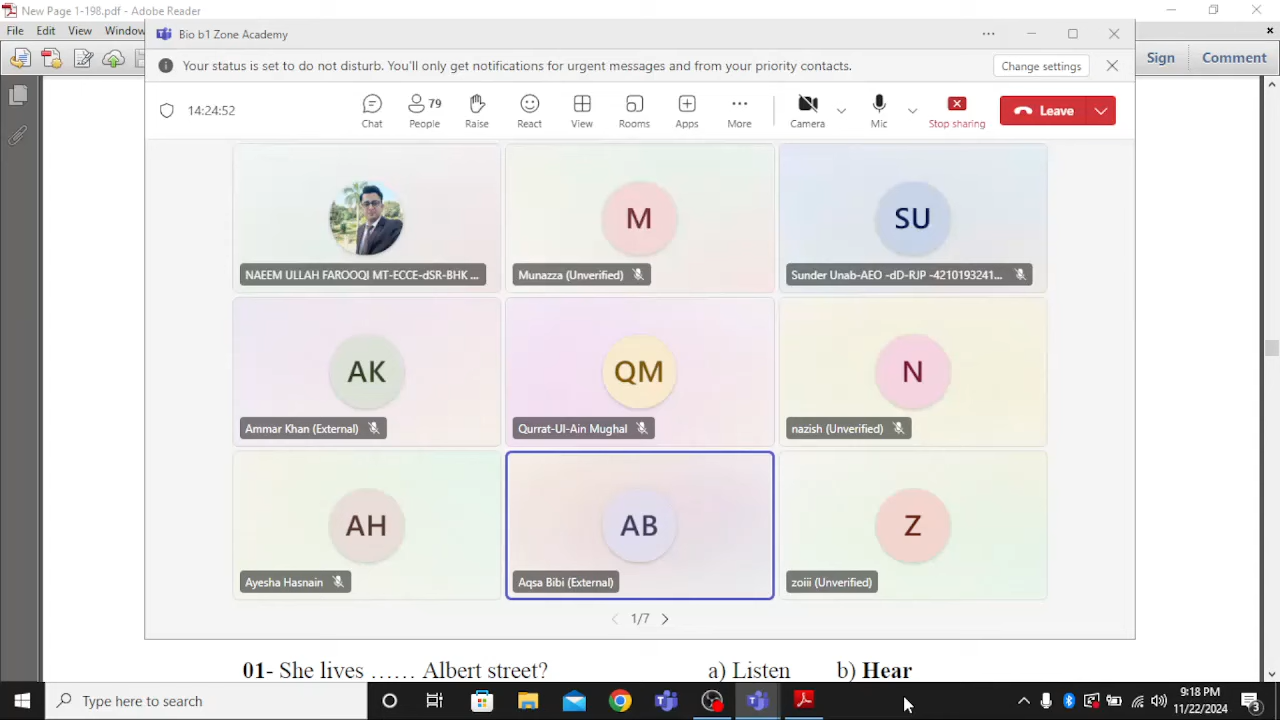 New Page 1-198.pdf - Adobe Reader
File Edit View Window
Sign Comment
Bio b1 Zone Academy
Your status is set to do not disturb. You'll only get notifications for urgent messages and from your priority contacts.
Change settings
14:24:52
Chat
79
People
Raise
React
View
Rooms
Apps
More
Camera
Mic
Stop sharing
Leave
NAEEM ULLAH FAROOQI MT-ECCE-dSR-BHK ...
M
Munazza (Unverified)
SU
Sunder Unab-AEO -dD-RJP -4210193241...
AK
Ammar Khan (External)
QM
Qurrat-Ul-Ain Mughal
N
nazish (Unverified)
AH
Ayesha Hasnain
AB
Aqsa Bibi (External)
Z
zoiii (Unverified)
1/7
01- She lives …… Albert street? a) Listen b) Hear
Type here to search
9:18 PM
11/22/2024
3